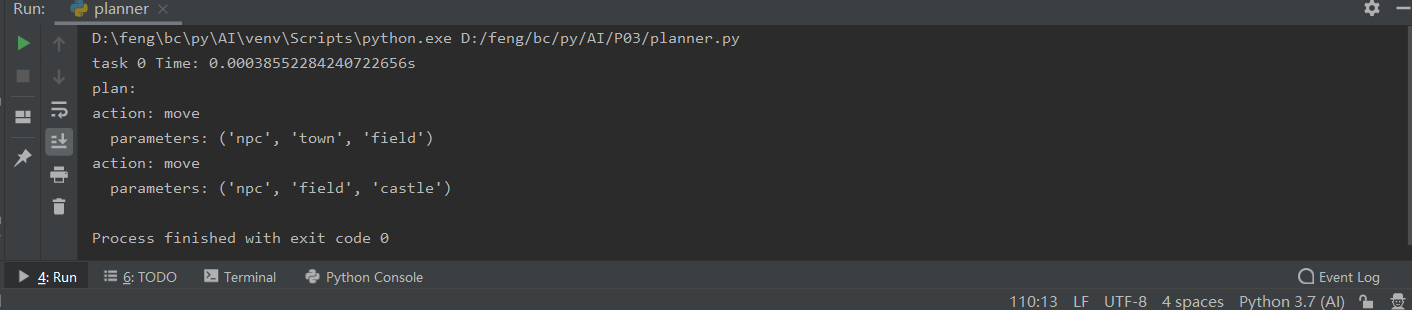 Run: planner
D:\feng\bc\py\AI\venv\Scripts\python.exe D:/feng/bc/py/AI/P03/planner.py
task 0 Time: 0.00038552284240722656s
plan:
action: move
parameters: ('npc', 'town', 'field')
action: move
parameters: ('npc', 'field', 'castle')
Process finished with exit code 0
4: Run 6: TODO Terminal Python Console Event Log
110:13 LF UTF-8 4 spaces Python 3.7 (AI)